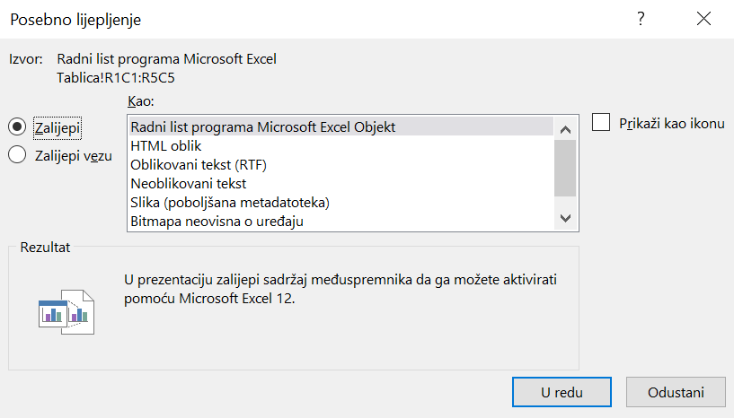 Posebno lijepljenje
?
Izvor: Radni list programa Microsoft Excel
Tablica!R1C1:R5C5
Kao:
Zalijepi
Zalijepi vezu
Radni list programa Microsoft Excel Objekt
HTML oblik
Oblikovani tekst (RTF)
Neoblikovani tekst
Slika (poboljšana metadatoteka)
Bitmapa neovisna o uređaju
Prikaži kao ikonu
Rezultat
U prezentaciju zalijepi sadržaj međuspremnika da ga možete aktivirati
pomoću Microsoft Excel 12.
U redu
Odustani